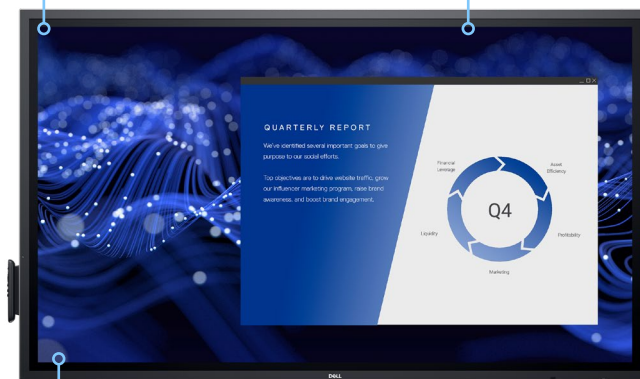 QUARTERLY REPORT
We've identified several important goals to give
purpose to our social efforts.
Top objectives are to drive website traffic, grow
our influencer marketing program, raise brand
awareness, and boost brand engagement.
Financial
Leverage
Asset
Efficiency
Q4
Liquidity
Profitability
Marketing
DELL